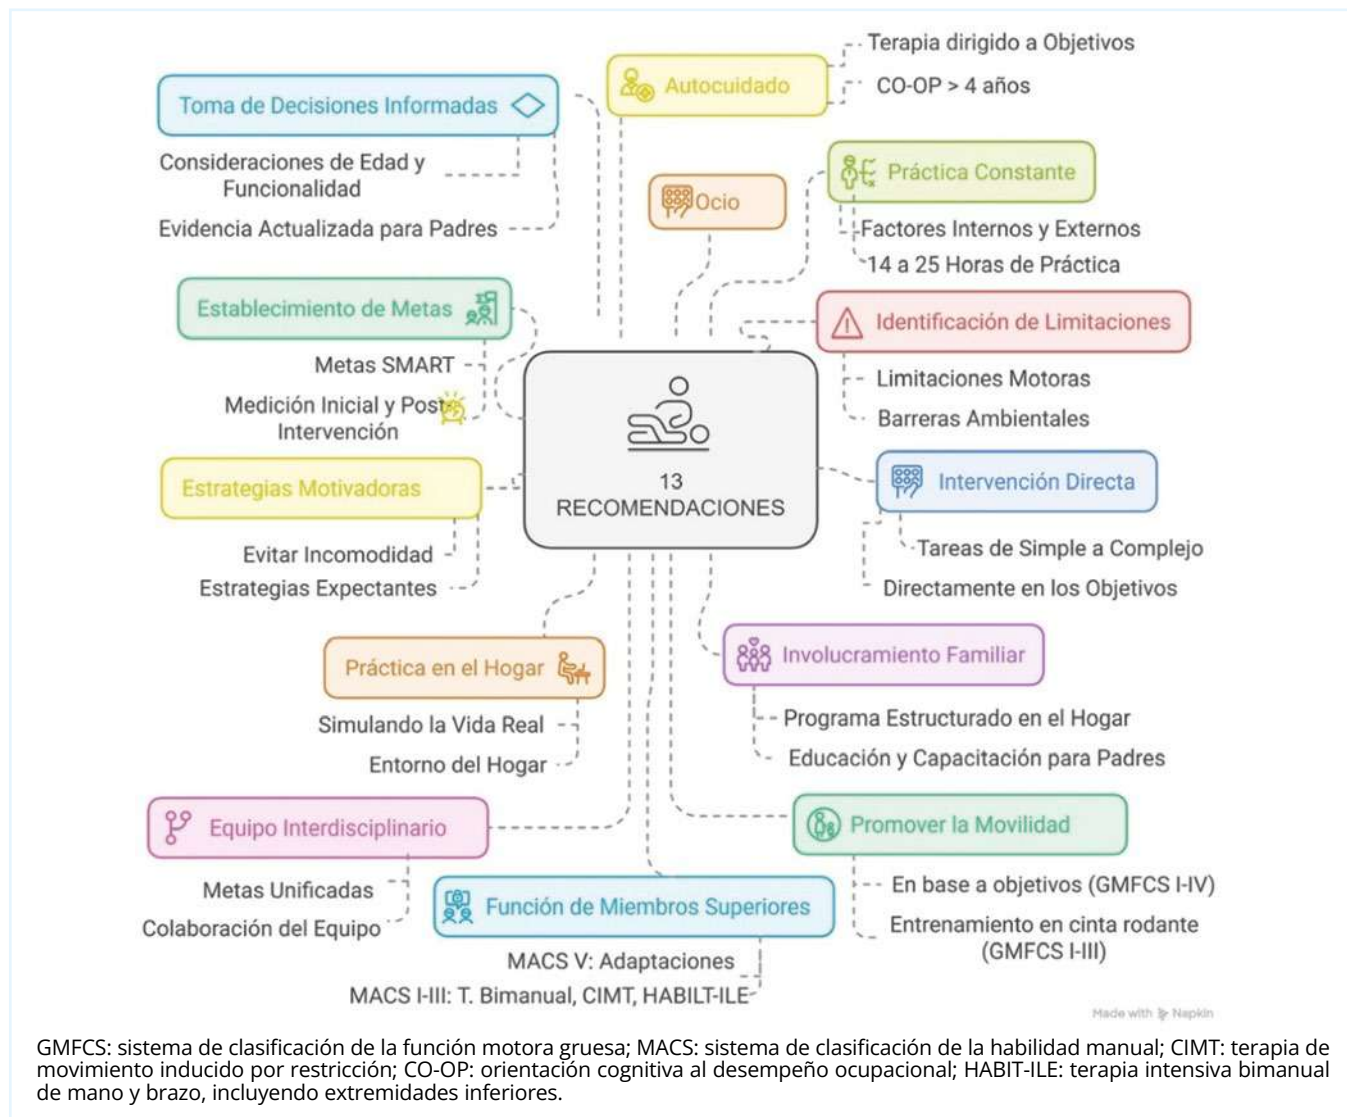 Terapia dirigido a Objetivos
Autocuidado
CO-OP > 4 años
Toma de Decisiones Informadas
Consideraciones de Edad y
Funcionalidad
Evidencia Actualizada para Padres
Práctica Constante
Factores Internos y Externos
14 a 25 Horas de Práctica
Ocio
Establecimiento de Metas
Metas SMART
Medición Inicial y Post
Intervención
Identificación de Limitaciones
Limitaciones Motoras
Barreras Ambientales
13
RECOMENDACIONES
Estrategias Motivadoras
Evitar Incomodidad
Estrategias Expectantes
Intervención Directa
Tareas de Simple a Complejo
Directamente en los Objetivos
Práctica en el Hogar
Simulando la Vida Real
Entorno del Hogar
Involucramiento Familiar
Programa Estructurado en el Hogar
Educación y Capacitación para Padres
Equipo Interdisciplinario
Metas Unificadas
Colaboración del Equipo
Promover la Movilidad
En base a objetivos (GMFCS I-IV)
Entrenamiento en cinta rodante
(GMFCS I-III)
Función de Miembros Superiores
MACS V: Adaptaciones
MACS I-III: T. Bimanual, CIMT, HABILT-ILE
Made with Napkin
GMFCS: sistema de clasificación de la función motora gruesa; MACS: sistema de clasificación de la habilidad manual; CIMT: terapia de
movimiento inducido por restricción; CO-OP: orientación cognitiva al desempeño ocupacional; HABIT-ILE: terapia intensiva bimanual
de mano y brazo, incluyendo extremidades inferiores.